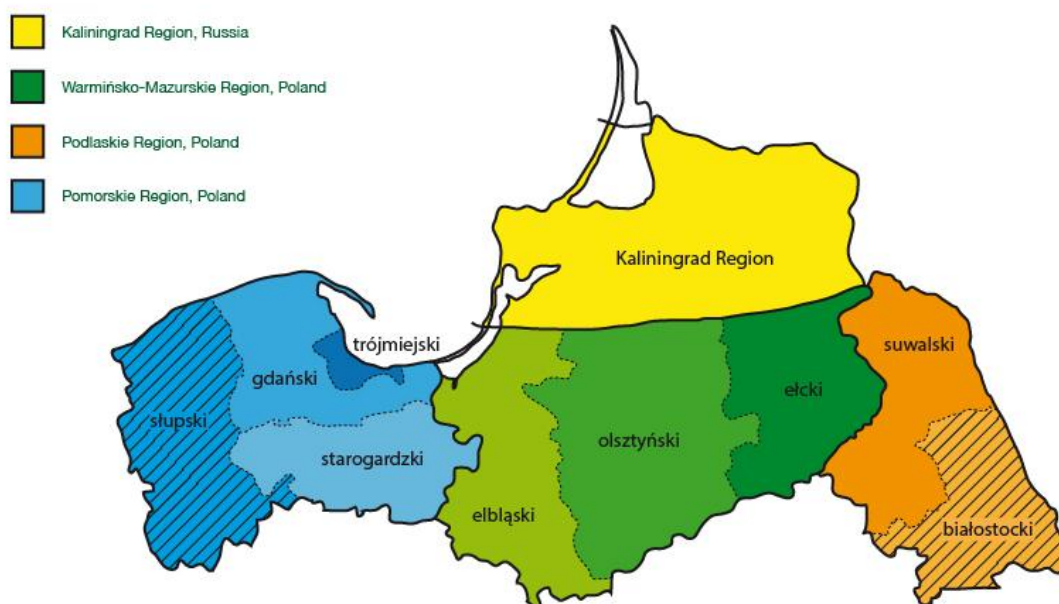 Kaliningrad Region, Russia
Warmińsko-Mazurskie Region, Poland
Podlaskie Region, Poland
Pomorskie Region, Poland
Kaliningrad Region
trójmiejski
suwalski
gdański
ełcki
słupski
olsztyński
starogardzki
elbląski
białostocki